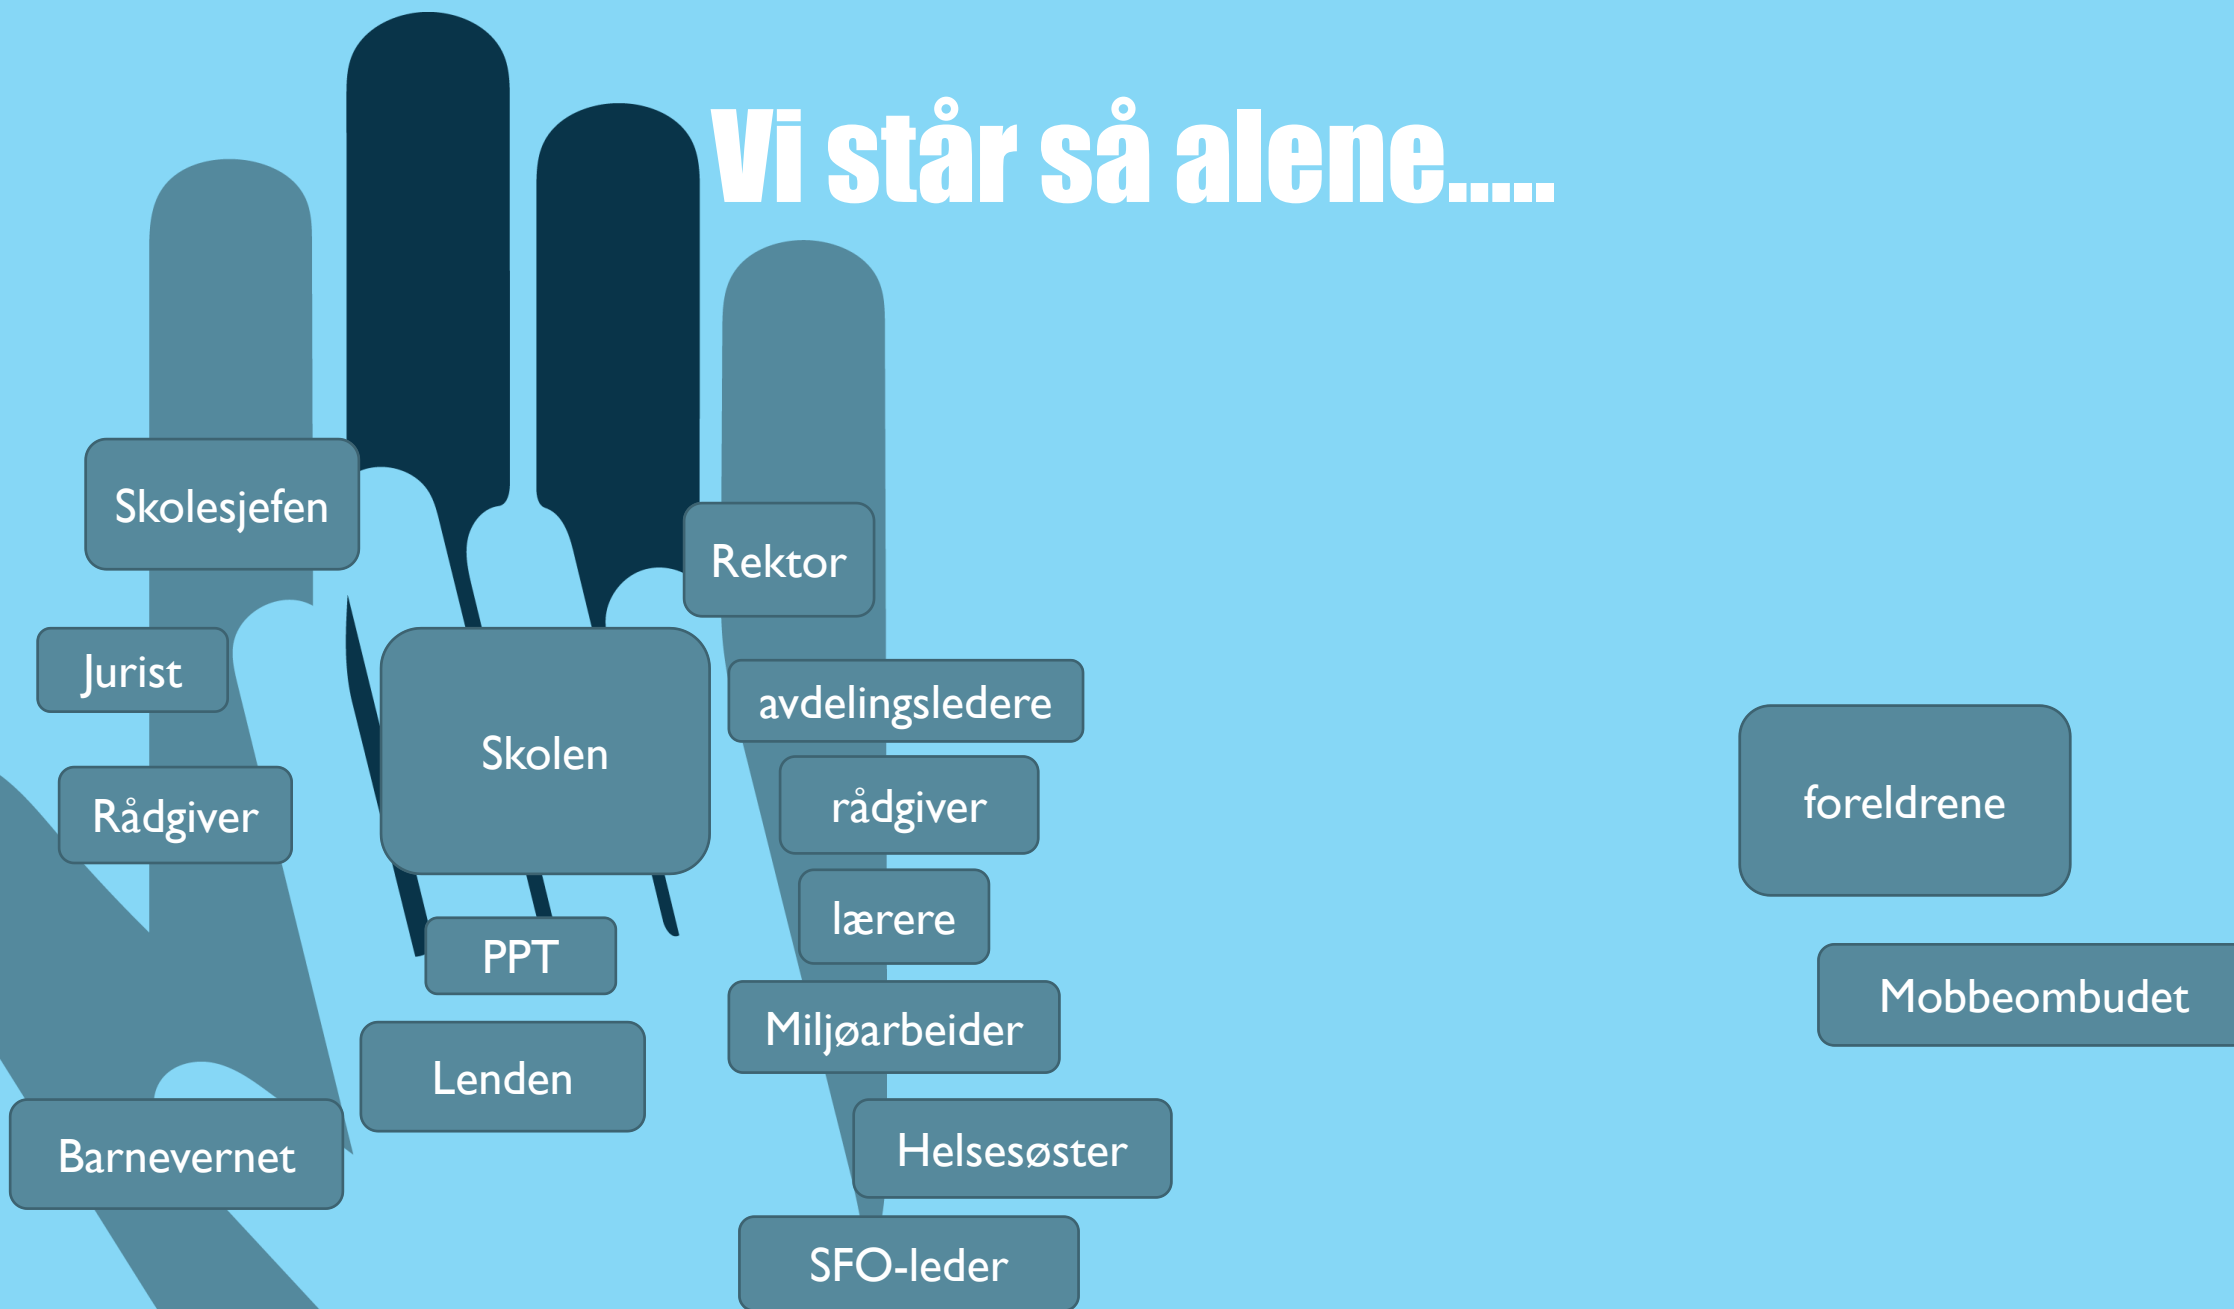 Vi står så alene.....
Skolesjefen
Rektor
Jurist
avdelingsledere
Skolen
Rådgiver
rådgiver
foreldrene
lærere
PPT
Mobbeombudet
Miljøarbeider
Lenden
Helsesøster
Barnevernet
SFO-leder